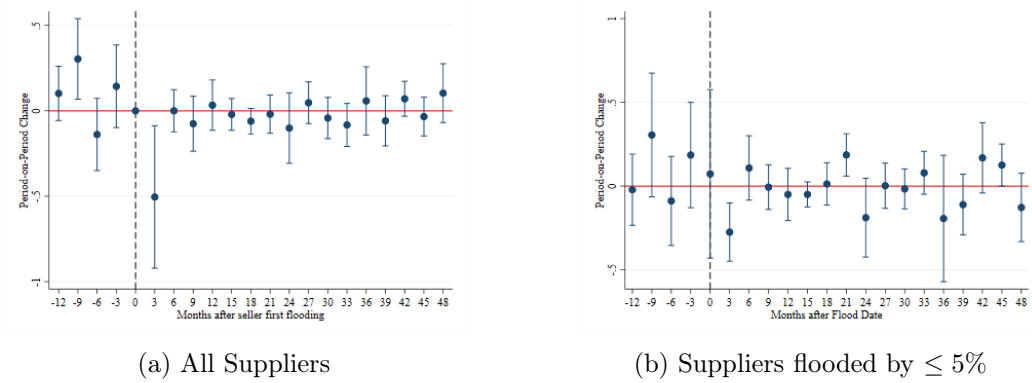 .5
0
-.5
-1
Period-on-Period Change
-12 -9 -6 -3 0 3 6 9 12 15 18 21 24 27 30 33 36 39 42 45 48
Months after seller first flooding
(a) All Suppliers
1
.5
0
-.5
Period-on-Period Change
-12 -9 -6 -3 0 3 6 9 12 15 18 21 24 27 30 33 36 39 42 45 48
Months after Flood Date
(b) Suppliers flooded by ≤ 5%